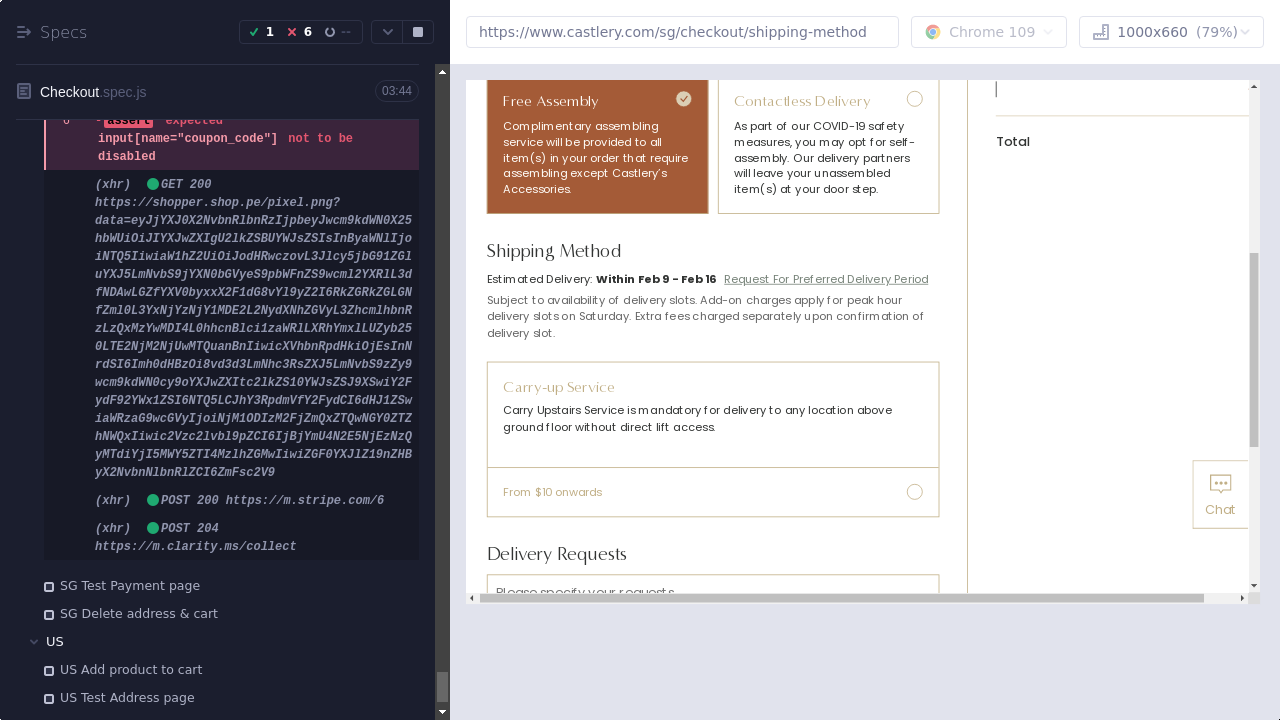 Specs
1
6
--
Checkout.spec.js
03:44
6
-assert expected
input[name="coupon_code"] not to be
disabled
(xhr) GET 200
https://shopper.shop.pe/pixel.png?
(xhr) POST 200 https://m.stripe.com/6
(xhr) POST 204
https://m.clarity.ms/collect
SG Test Payment page
SG Delete address & cart
US
US Add product to cart
US Test Address page
https://www.castlery.com/sg/checkout/shipping-method
Chrome 109
1000x660 (79%)
Free Assembly
Complimentary assembling
service will be provided to all
item(s) in your order that require
assembling except Castlery's
Accessories.
Contactless Delivery
As part of our COVID-19 safety
measures, you may opt for self-
assembly. Our delivery partners
will leave your unassembled
item(s) at your door step.
Shipping Method
Estimated Delivery: Within Feb 9 - Feb 16 Request For Preferred Delivery Period
Subject to availability of delivery slots. Add-on charges apply for peak hour
delivery slots on Saturday. Extra fees charged separately upon confirmation of
delivery slot.
Carry-up Service
Carry Upstairs Service is mandatory for delivery to any location above
ground floor without direct lift access.
From $10 onwards
Delivery Requests
Please specify your requests
Total
Chat